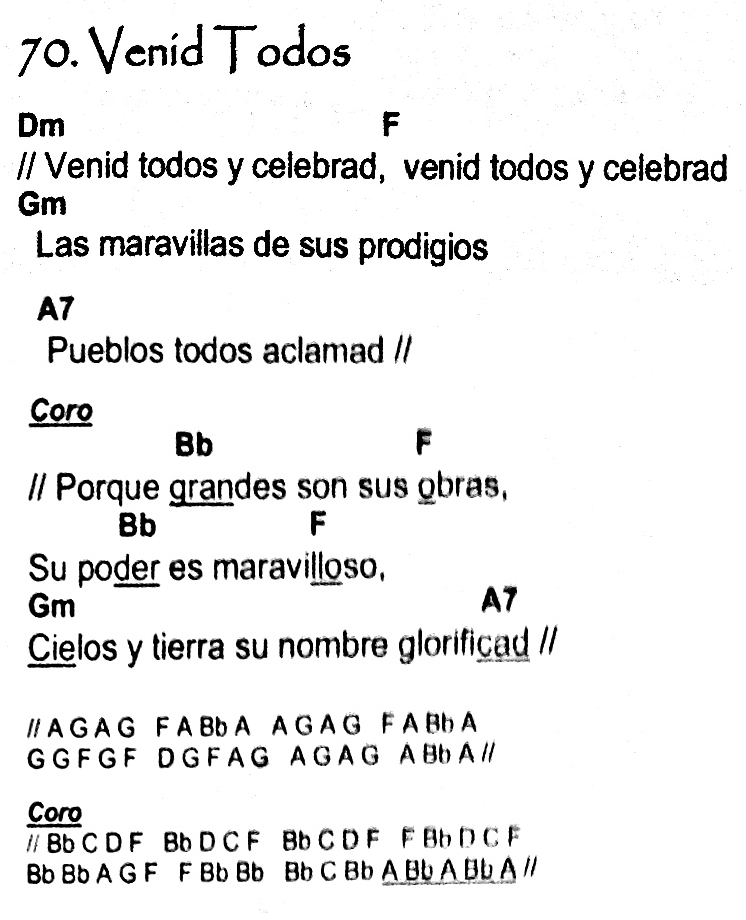 70. Venid Todos
Dm F
// Venid todos y celebrad, venid todos y celebrad
Gm
Las maravillas de sus prodigios
A7
Pueblos todos aclamad //
Coro
Bb F
// Porque grandes son sus obras,
Bb F
Su poder es maravilloso,
Gm A7
Cielos y tierra su nombre glorificad //
// A G A G F A Bb A A G A G F A Bb A
G G F G F D G F A G A G A G A Bb A //
Coro
// Bb C D F Bb D C F Bb C D F F Bb D C F
Bb Bb A G F F Bb Bb Bb C Bb A Bb A Bb A //